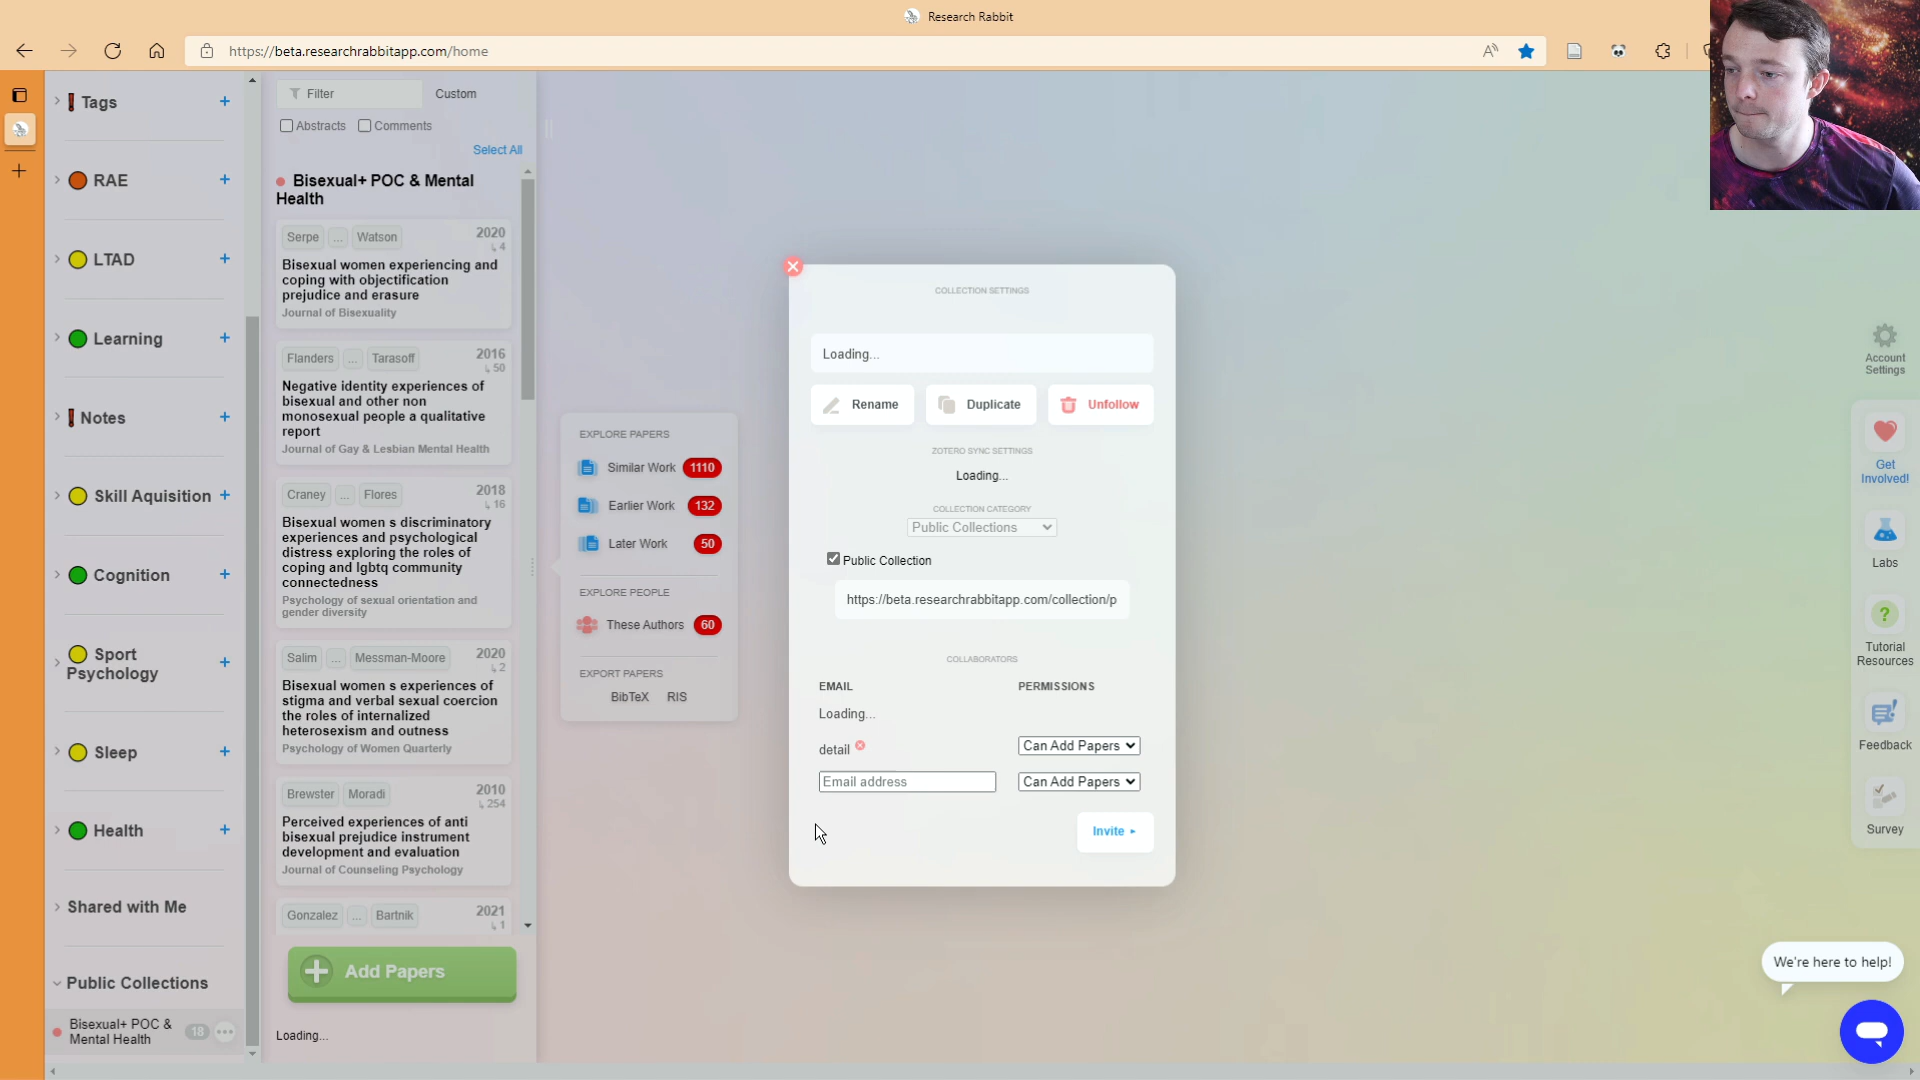 Research Rabbit
https://beta.researchrabbitapp.com/home
Tags
RAE
LTAD
Learning
Notes
Skill Aquisition
Cognition
Sport
Psychology
Sleep
Health
Shared with Me
Public Collections
Bisexual+ POC &
Mental Health
18
Filter
Custom
Abstracts
Comments
Select All
Bisexual+ POC & Mental
Health
Serpe ... Watson 2020
4
Bisexual women experiencing and
coping with objectification
prejudice and erasure
Journal of Bisexuality
Flanders ... Tarasoff 2016
50
Negative identity experiences of
bisexual and other non
monosexual people a qualitative
report
Journal of Gay & Lesbian Mental Health
Craney ... Flores 2018
16
Bisexual women s discriminatory
experiences and psychological
distress exploring the roles of
coping and lgbtq community
connectedness
Psychology of sexual orientation and
gender diversity
Salim ... Messman-Moore 2020
2
Bisexual women s experiences of
stigma and verbal sexual coercion
the roles of internalized
heterosexism and outness
Psychology of Women Quarterly
Brewster Moradi 2010
254
Perceived experiences of anti
bisexual prejudice instrument
development and evaluation
Journal of Counseling Psychology
Gonzalez ... Bartnik 2021
1
Add Papers
Loading...
EXPLORE PAPERS
Similar Work 1110
Earlier Work 132
Later Work 50
EXPLORE PEOPLE
These Authors 60
EXPORT PAPERS
BibTeX RIS
COLLECTION SETTINGS
Loading...
Rename
Duplicate
Unfollow
ZOTERO SYNC SETTINGS
Loading...
COLLECTION CATEGORY
Public Collections
Public Collection
https://beta.researchrabbitapp.com/collection/p
COLLABORATORS
EMAIL PERMISSIONS
Loading...
detail Can Add Papers
Email address Can Add Papers
Invite
Account
Settings
Get
Involved!
Labs
Tutorial
Resources
Feedback
Survey
We're here to help!